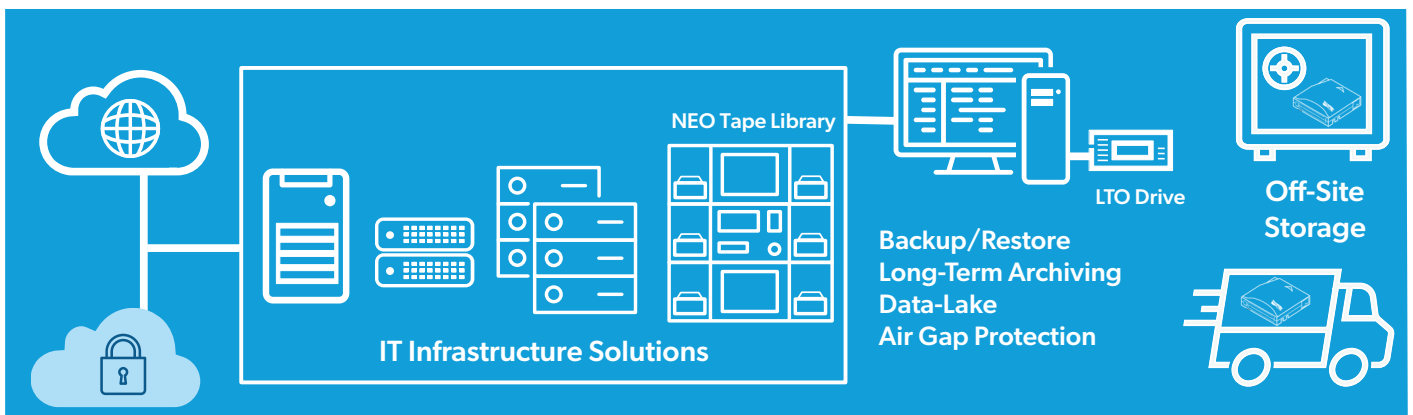 NEO Tape Library
IT Infrastructure Solutions
LTO Drive
Backup/Restore
Long-Term Archiving
Data-Lake
Air Gap Protection
Off-Site
Storage